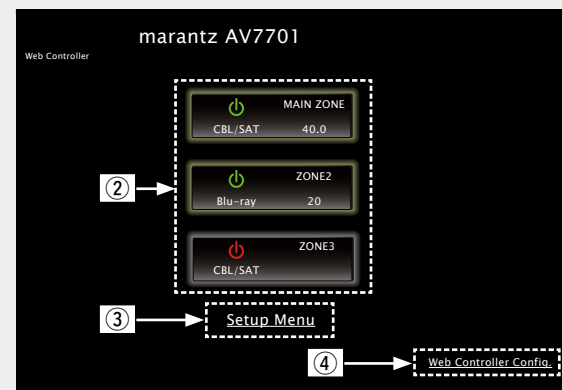 marantz AV7701
Web Controller
MAIN ZONE
CBL/SAT 40.0
② ZONE2
Blu-ray 20
ZONE3
CBL/SAT
③ Setup Menu
④ Web Controller Config.